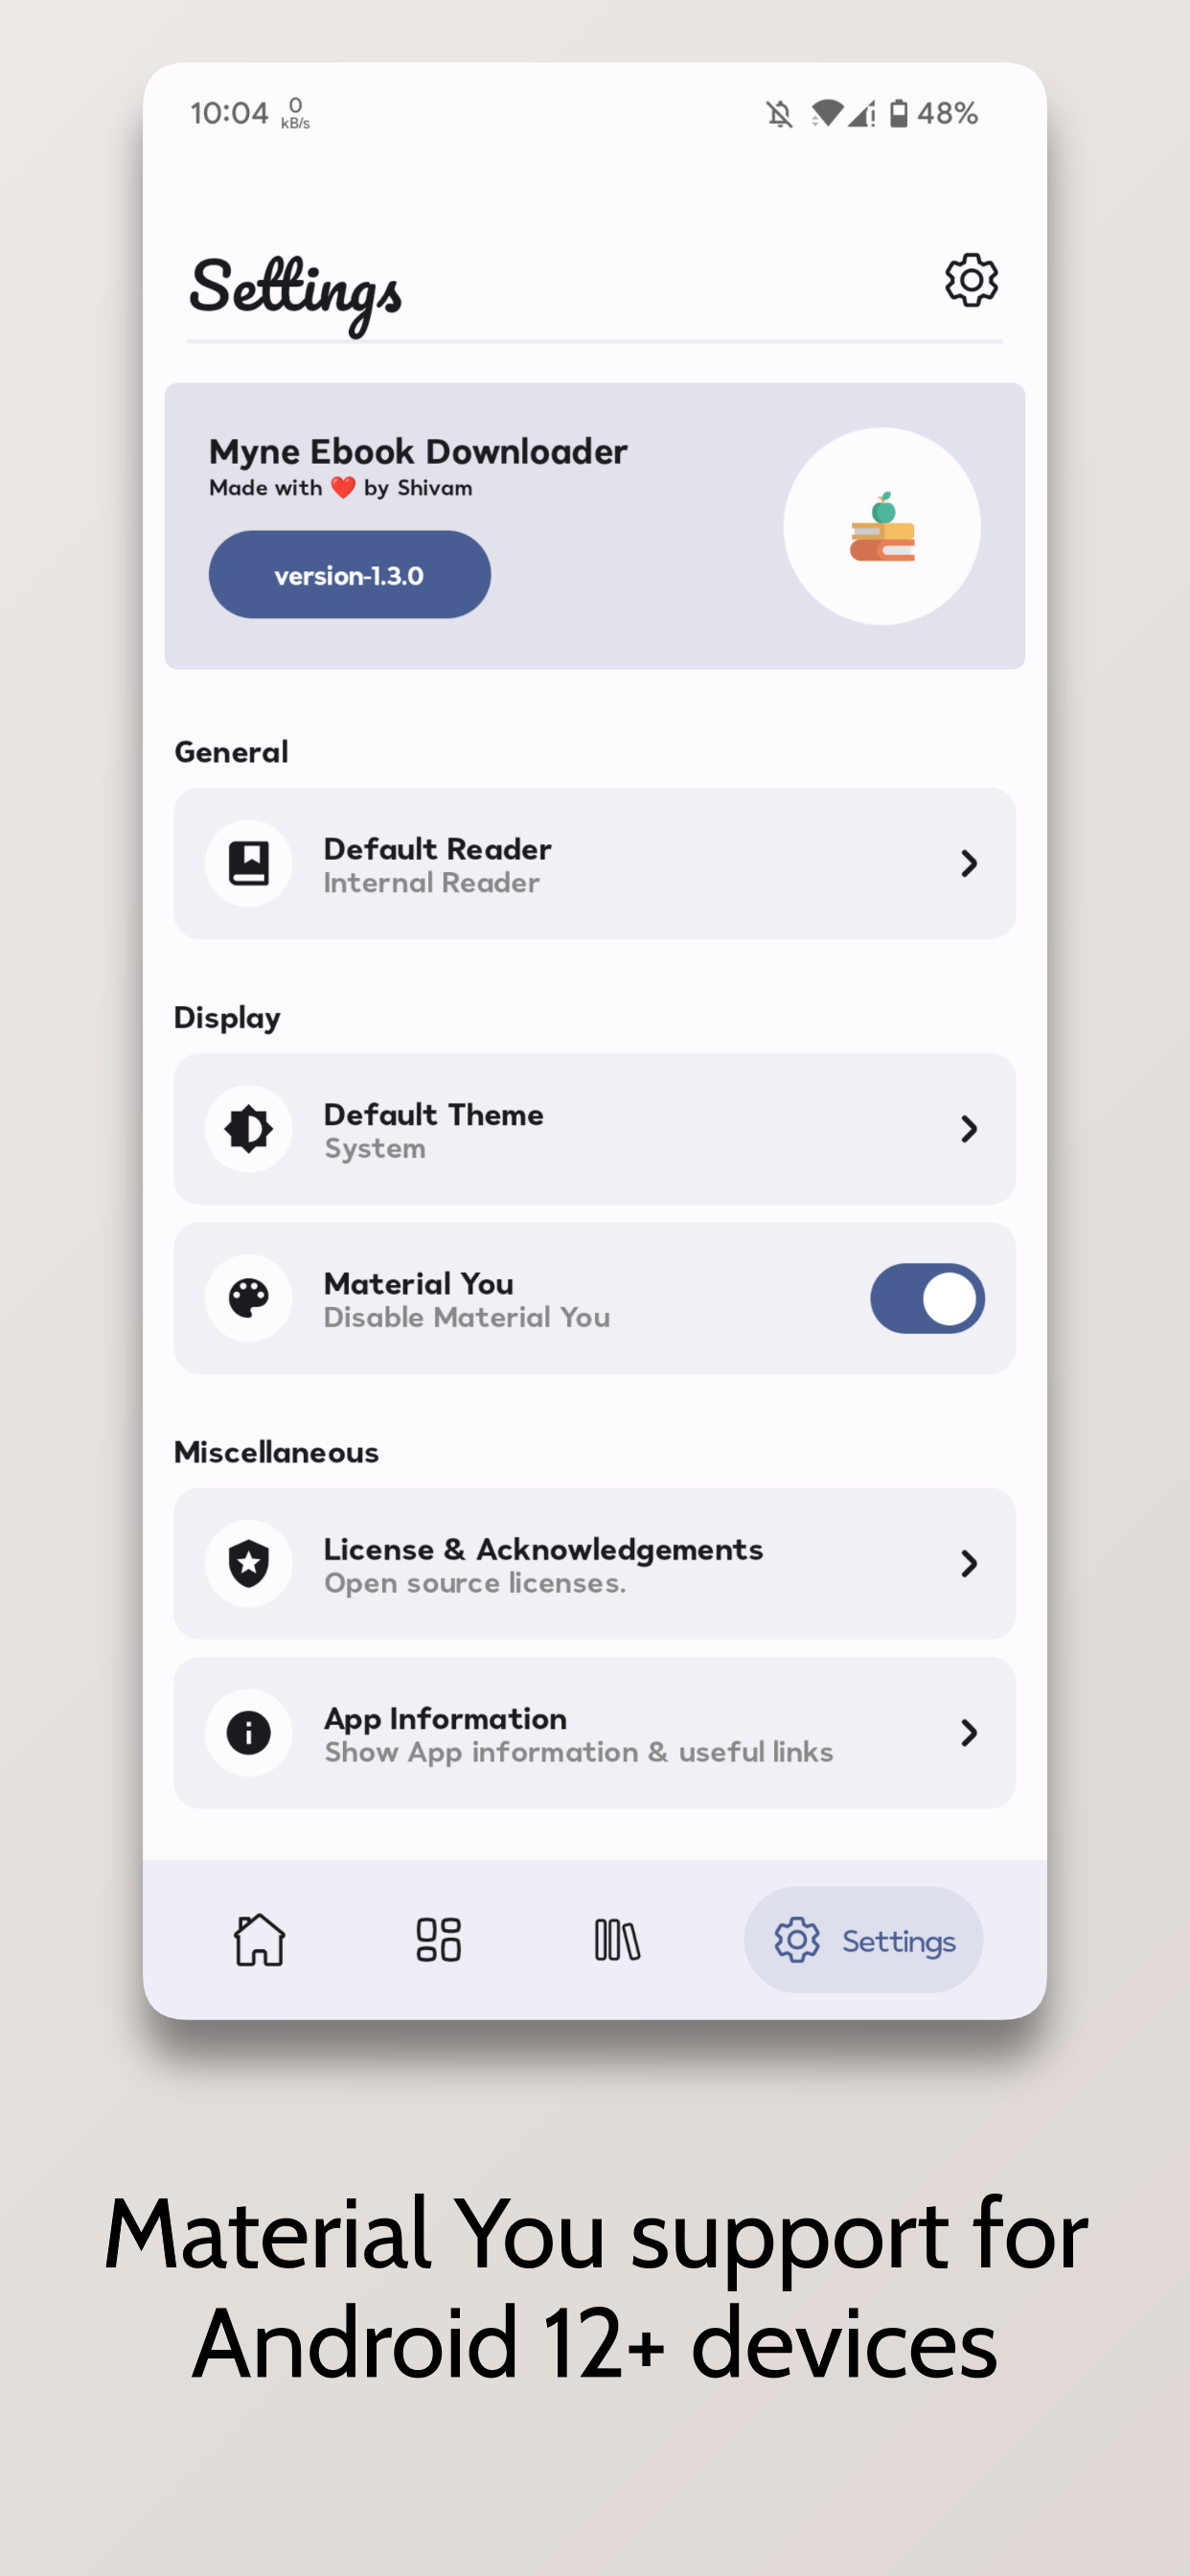 10:04 0 kB/s 48%
Settings
Myne Ebook Downloader
Made with ❤️ by Shivam
version-1.3.0
General
Default Reader
Internal Reader
Display
Default Theme
System
Material You
Disable Material You
Miscellaneous
License & Acknowledgements
Open source licenses.
App Information
Show App information & useful links
Settings
Material You support for
Android 12+ devices